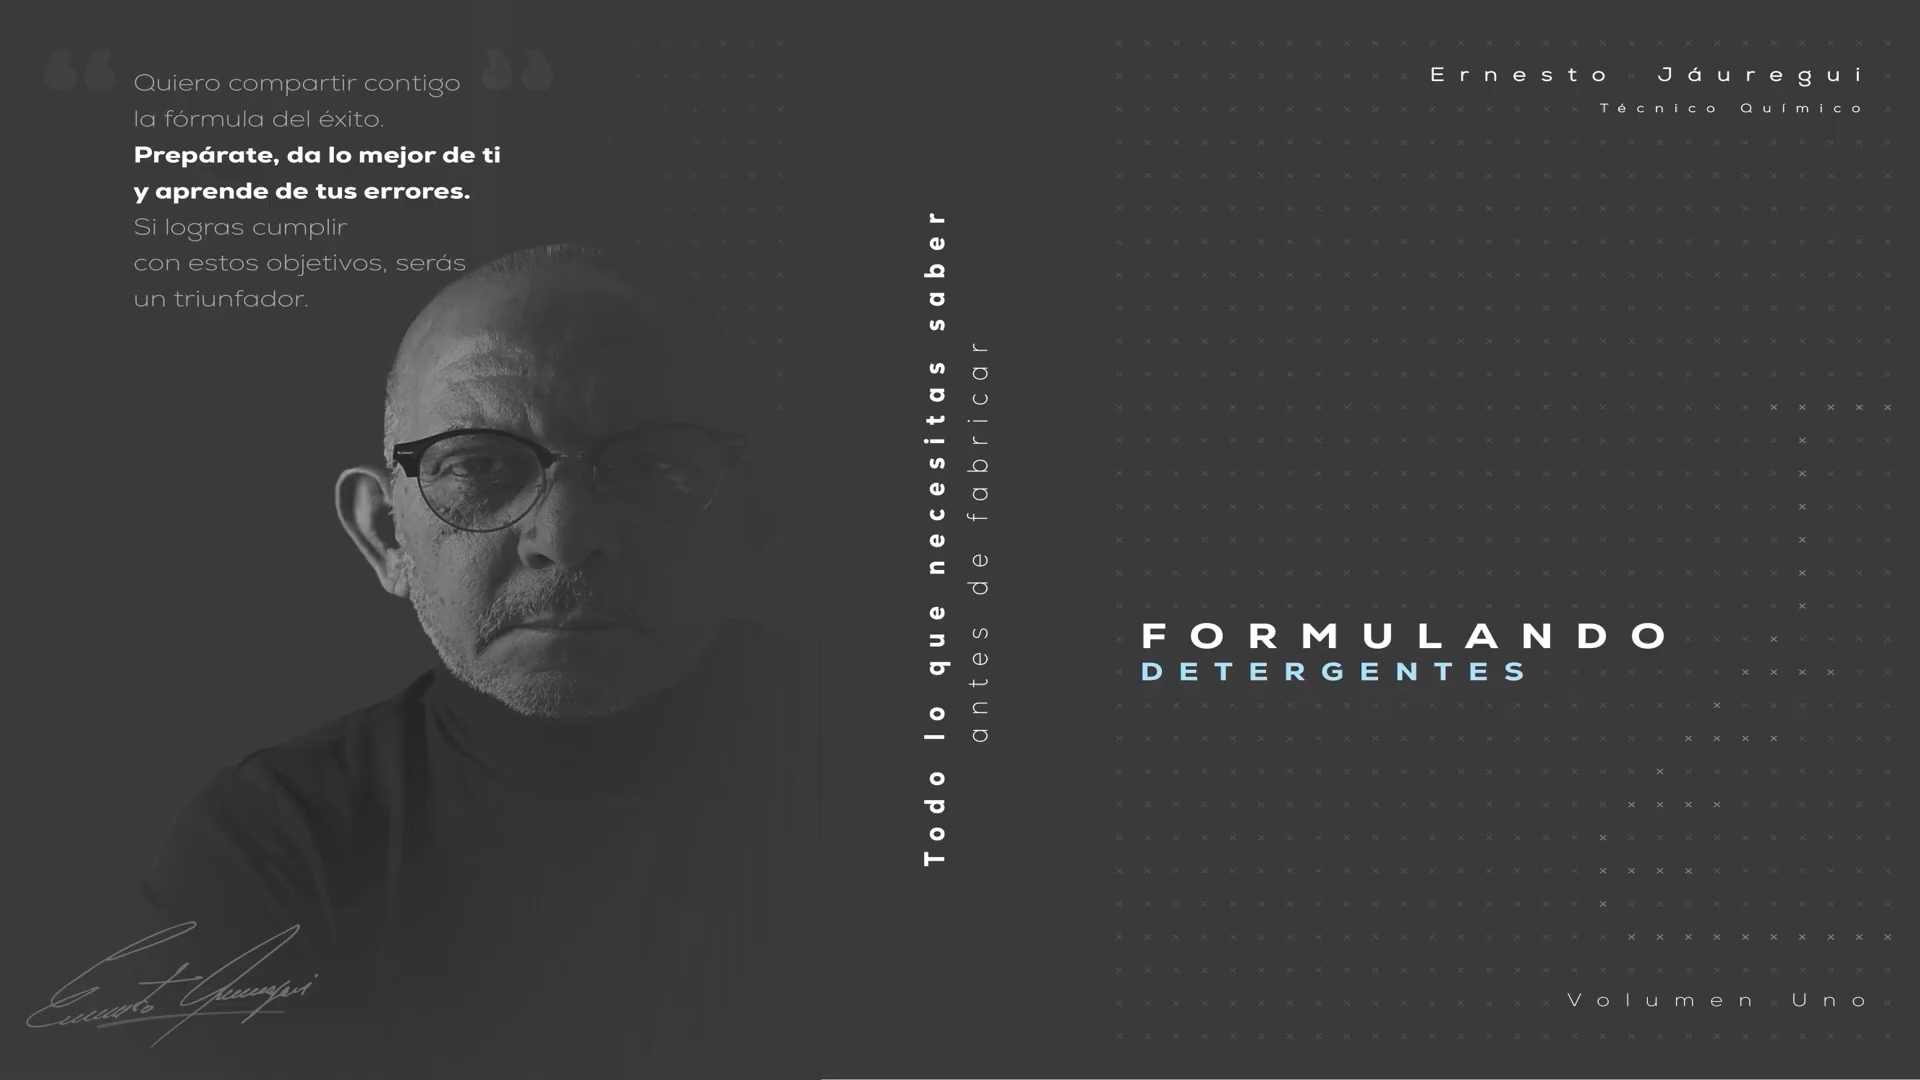 “ Quiero compartir contigo ”
la fórmula del éxito.
Prepárate, da lo mejor de ti
y aprende de tus errores.
Si logras cumplir
con estos objetivos, serás
un triunfador.
Ernesto Jáuregui
Todo lo que necesitas saber
antes de fabricar
Ernesto Jáuregui
Técnico Químico
FORMULANDO
DETERGENTES
Volumen Uno